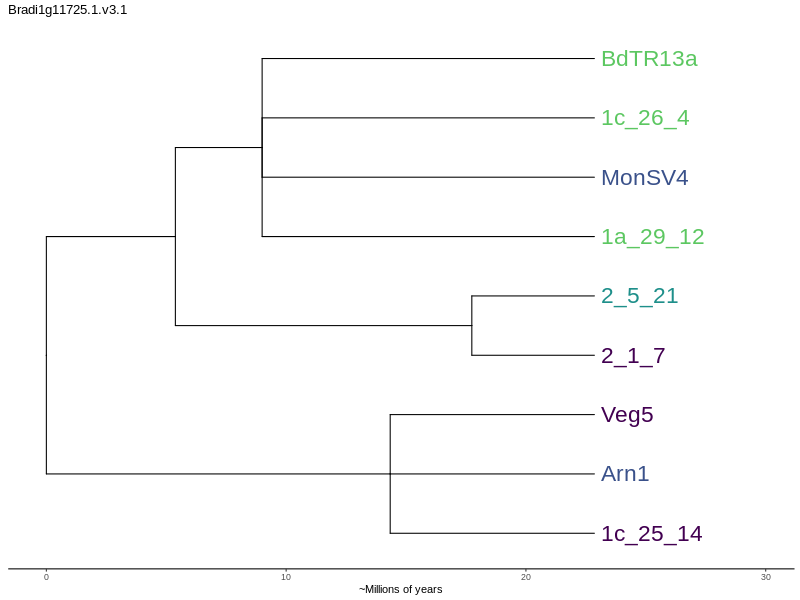 Bradi1g11725.1.v3.1
BdTR13a
1c_26_4
MonSV4
1a_29_12
2_5_21
2_1_7
Veg5
Arn1
1c_25_14
0 10 20 30
~Millions of years